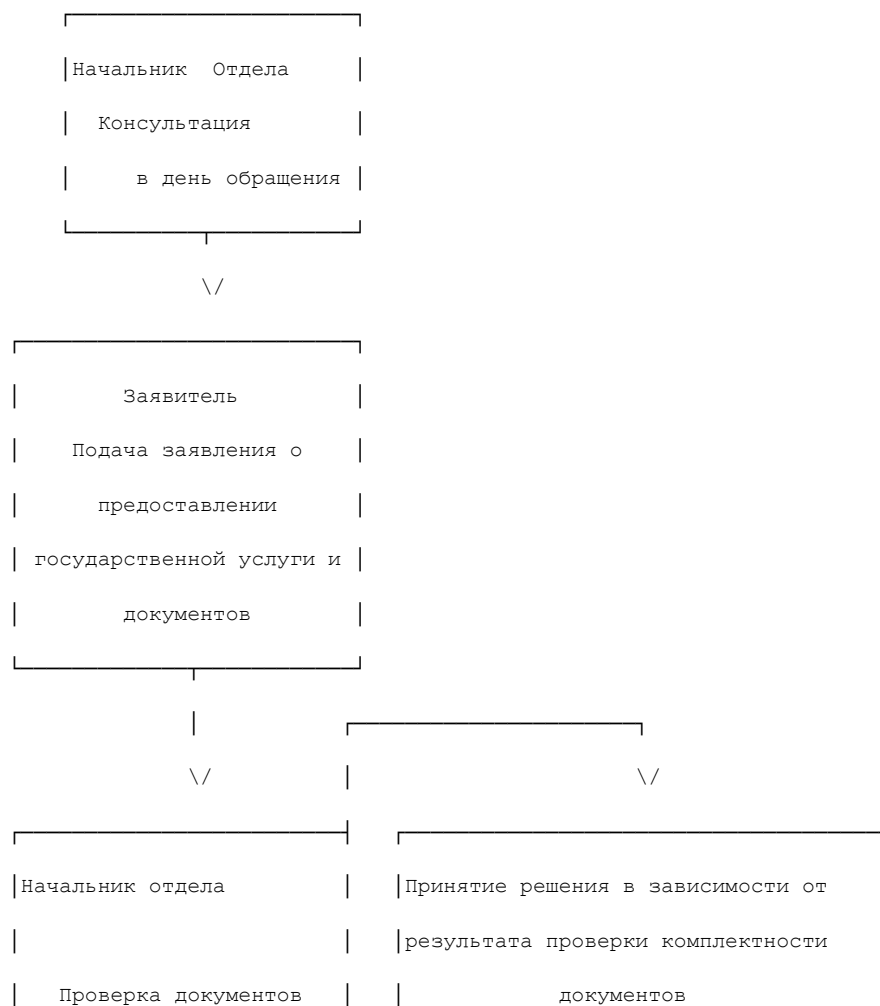 Начальник Отдела
Консультация
в день обращения
Заявитель
Подача заявления о
предоставлении
государственной услуги и
документов
Начальник отдела
Проверка документов
Принятие решения в зависимости от
результата проверки комплектности
документов